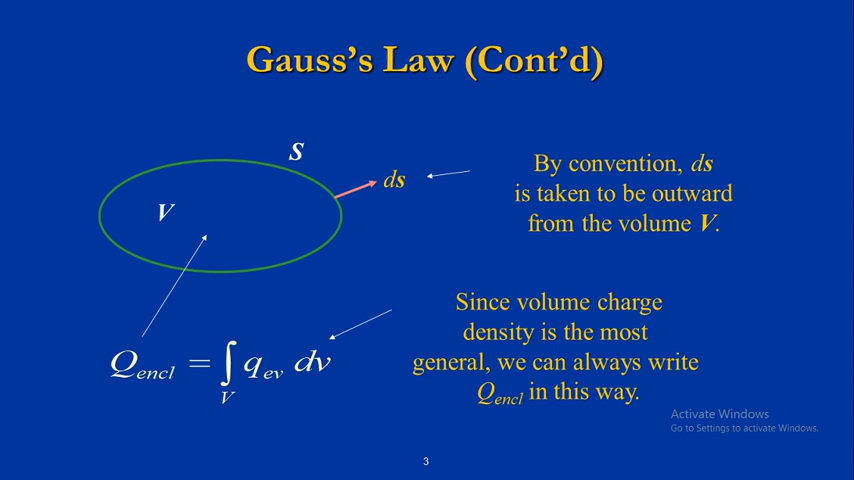 Gauss’s Law (Cont’d)
S
ds
V
By convention, ds
is taken to be outward
from the volume V.
Since volume charge
density is the most
general, we can always write
Qencl in this way.
Qencl = ∫V qev dv
Activate Windows
Go to Settings to activate Windows.
3